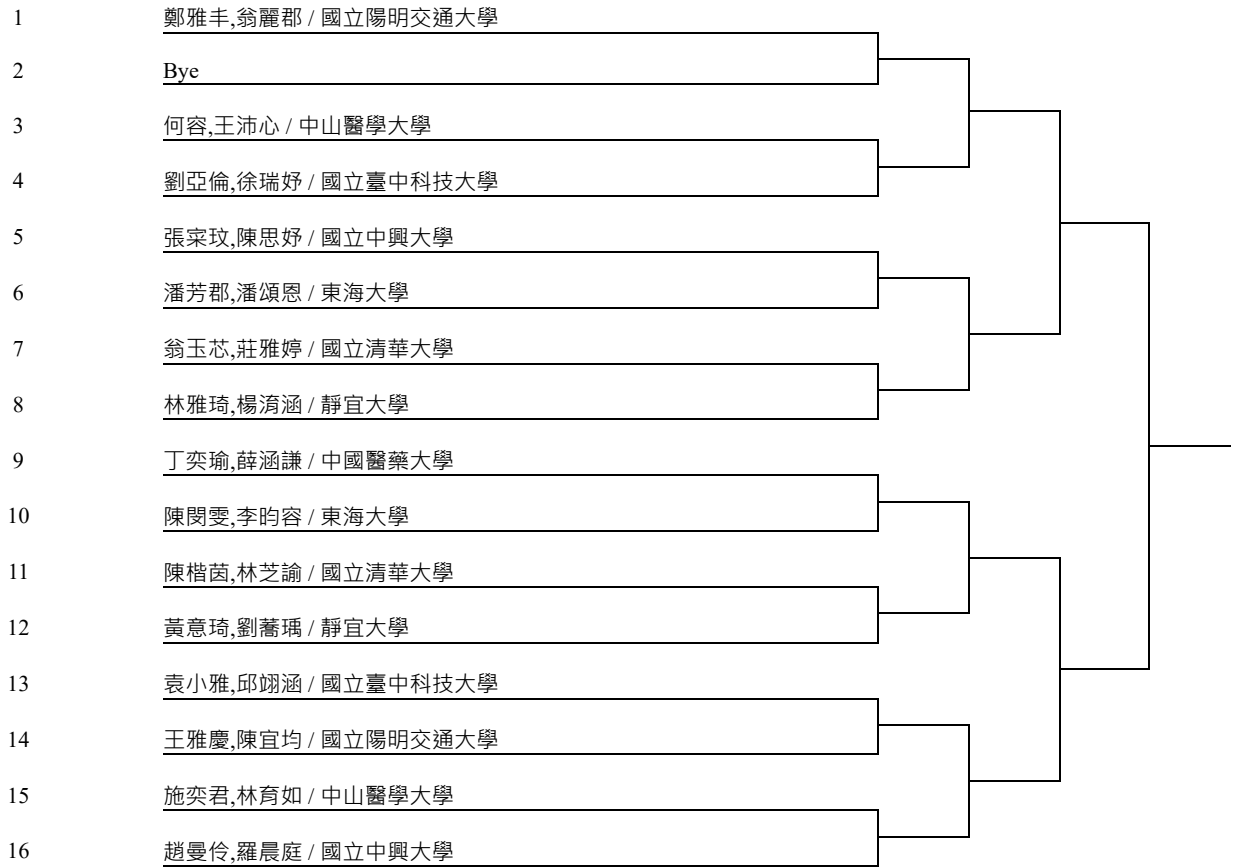 1 鄭雅丰,翁麗郡 / 國立陽明交通大學
2 Bye
3 何容,王沛心 / 中山醫學大學
4 劉亞倫,徐瑞妤 / 國立臺中科技大學
5 張寀玟,陳思妤 / 國立中興大學
6 潘芳郡,潘頌恩 / 東海大學
7 翁玉芯,莊雅婷 / 國立清華大學
8 林雅琦,楊淯涵 / 靜宜大學
9 丁奕瑜,薛涵謙 / 中國醫藥大學
10 陳閔雯,李昀容 / 東海大學
11 陳楷茵,林芝諭 / 國立清華大學
12 黃意琦,劉蕎瑀 / 靜宜大學
13 袁小雅,邱翊涵 / 國立臺中科技大學
14 王雅慶,陳宜均 / 國立陽明交通大學
15 施奕君,林育如 / 中山醫學大學
16 趙曼伶,羅晨庭 / 國立中興大學